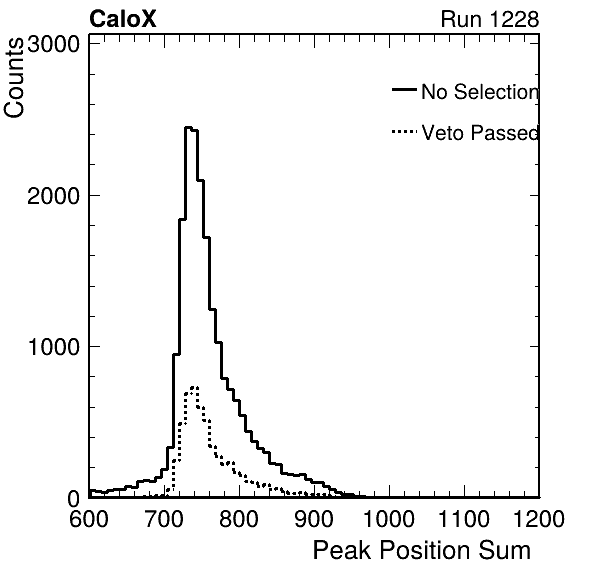 CaloX Run 1228
Counts
3000
2000
1000
0
No Selection
Veto Passed
600 700 800 900 1000 1100 1200
Peak Position Sum